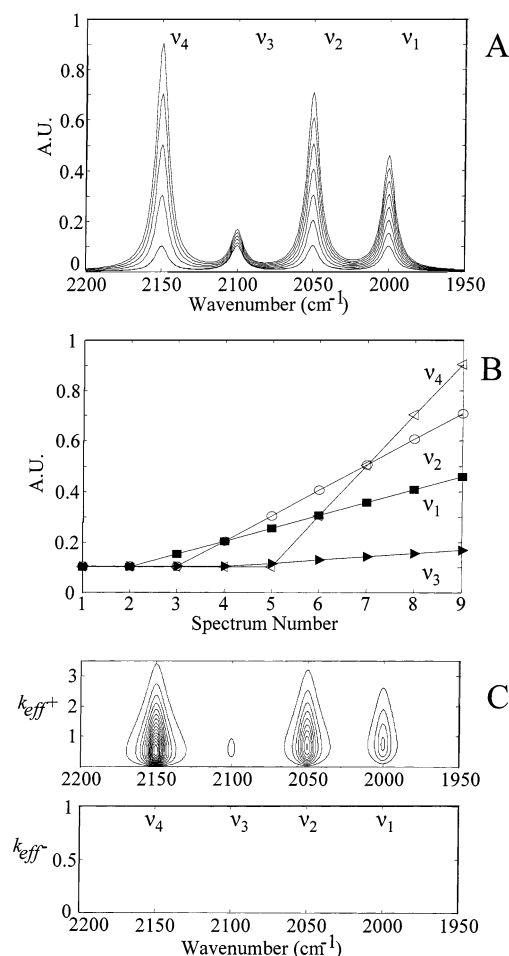 A
ν4 ν3 ν2 ν1
A.U.
1
0.8
0.6
0.4
0.2
0
2200 2150 2100 2050 2000 1950
Wavenumber (cm-1)
B
ν4
ν2
ν1
ν3
A.U.
1
0.8
0.6
0.4
0.2
0
1 2 3 4 5 6 7 8 9
Spectrum Number
C
keff+
3
2
1
2200 2150 2100 2050 2000 1950
ν4 ν3 ν2 ν1
keff-
1
0.5
0
2200 2150 2100 2050 2000 1950
Wavenumber (cm-1)